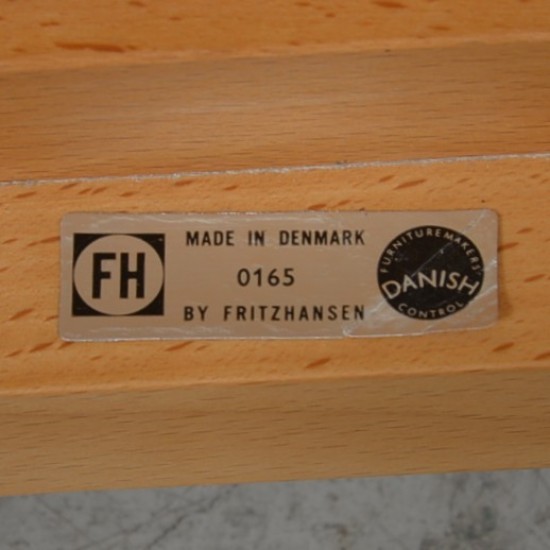 FH
MADE IN DENMARK
0165
BY FRITZHANSEN
FURNITUREMAKERS'
DANISH
CONTROL